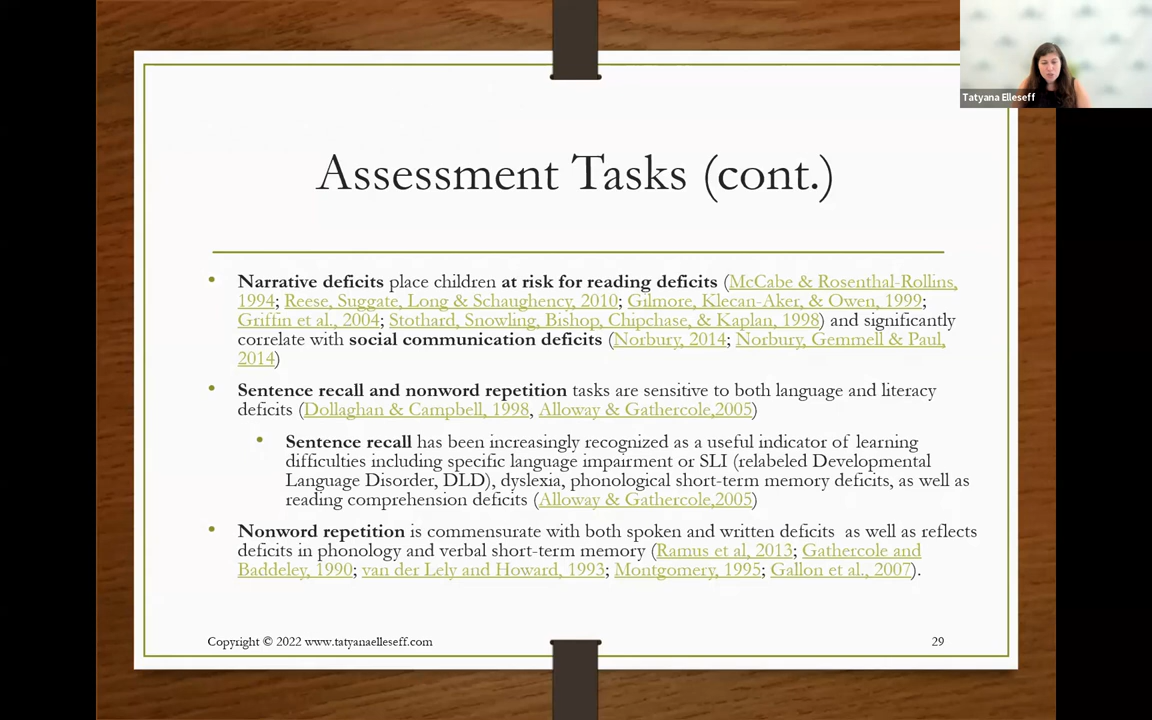 Tatyana Elleseff
Assessment Tasks (cont.)
• Narrative deficits place children at risk for reading deficits (McCabe & Rosenthal-Rollins,
1994; Reese, Suggate, Long & Schaughency, 2010; Gilmore, Klecan-Aker, & Owen, 1999;
Griffin et al., 2004; Stothard, Snowling, Bishop, Chipchase, & Kaplan, 1998) and significantly
correlate with social communication deficits (Norbury, 2014; Norbury, Gemmell & Paul,
2014)
• Sentence recall and nonword repetition tasks are sensitive to both language and literacy
deficits (Dollaghan & Campbell, 1998, Alloway & Gathercole,2005)
• Sentence recall has been increasingly recognized as a useful indicator of learning
difficulties including specific language impairment or SLI (relabeled Developmental
Language Disorder, DLD), dyslexia, phonological short-term memory deficits, as well as
reading comprehension deficits (Alloway & Gathercole,2005)
• Nonword repetition is commensurate with both spoken and written deficits as well as reflects
deficits in phonology and verbal short-term memory (Ramus et al, 2013; Gathercole and
Baddeley, 1990; van der Lely and Howard, 1993; Montgomery, 1995; Gallon et al., 2007).
Copyright © 2022 www.tatyanaelleseff.com
29